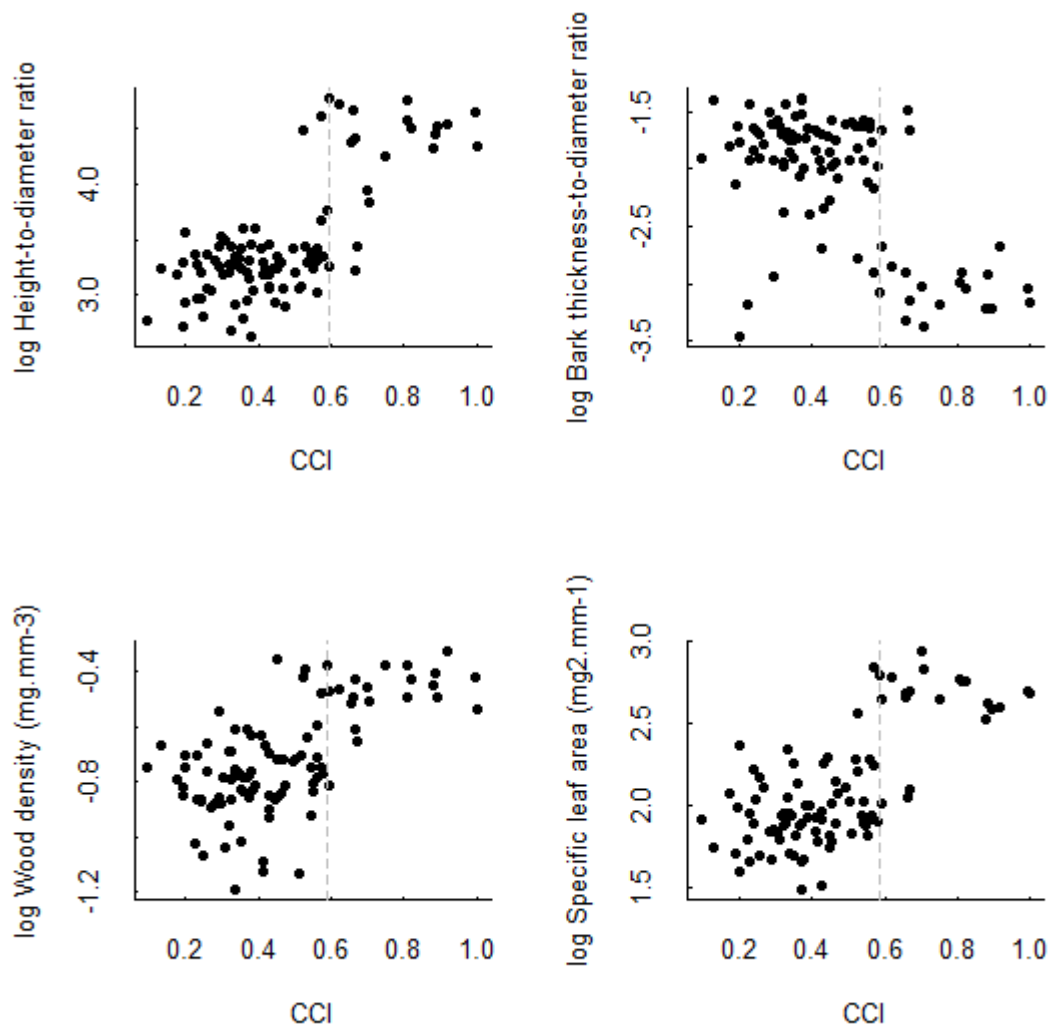 log Height-to-diameter ratio
4.0
3.0
0.2 0.4 0.6 0.8 1.0
CCI
log Bark thickness-to-diameter ratio
-1.5
-2.5
-3.5
0.2 0.4 0.6 0.8 1.0
CCI
log Wood density (mg.mm-3)
-0.4
-0.8
-1.2
0.2 0.4 0.6 0.8 1.0
CCI
log Specific leaf area (mg2.mm-1)
3.0
2.5
2.0
1.5
0.2 0.4 0.6 0.8 1.0
CCI